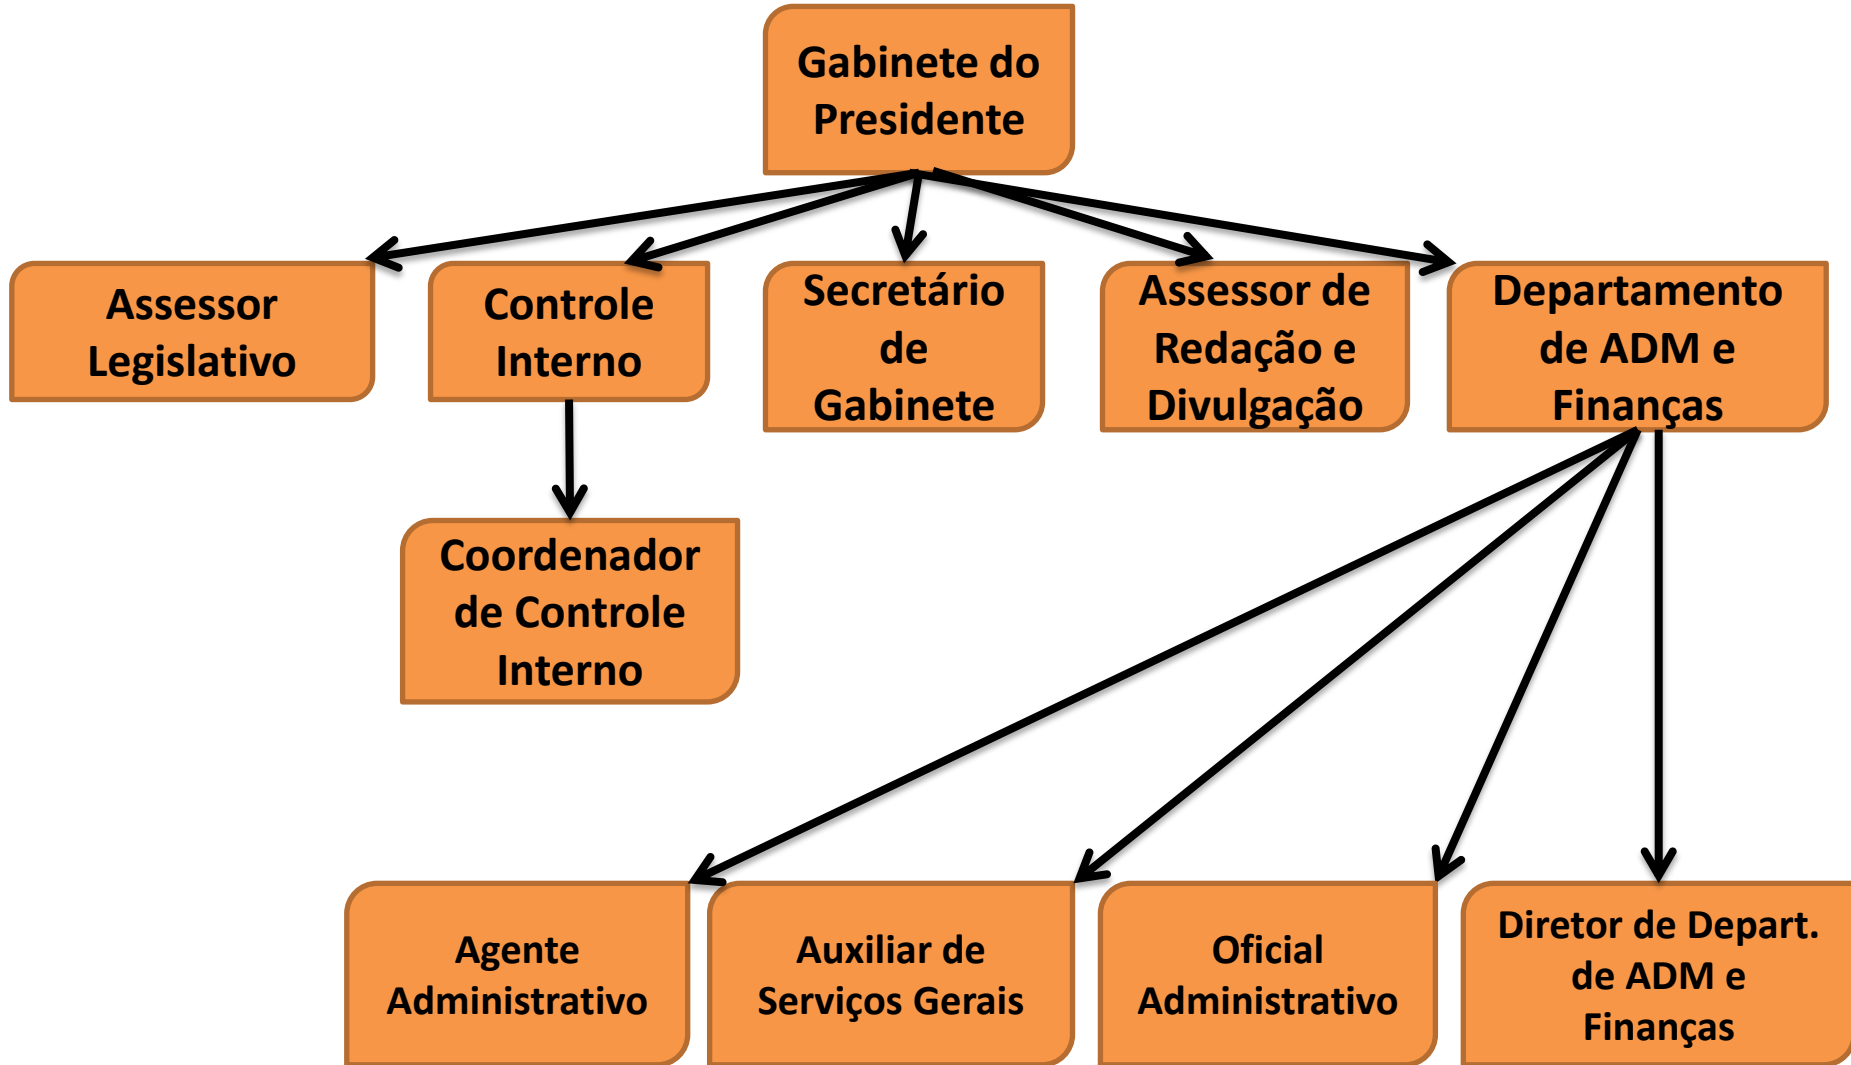 Gabinete do
Presidente
Assessor
Legislativo
Controle
Interno
Secretário
de
Gabinete
Assessor de
Redação e
Divulgação
Departamento
de ADM e
Finanças
Coordenador
de Controle
Interno
Agente
Administrativo
Auxiliar de
Serviços Gerais
Oficial
Administrativo
Diretor de Depart.
de ADM e
Finanças